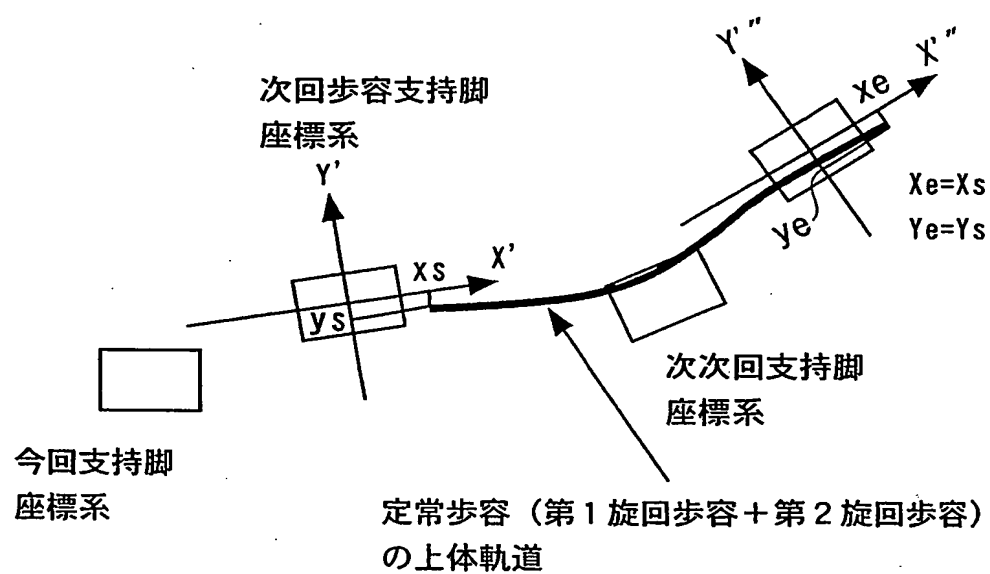 Y'"
X'"
xe
次回歩容支持脚
座標系
Y'
Xe=Xs
Ye=Ys
ye
xs
X'
ys
次次回支持脚
座標系
今回支持脚
座標系
定常歩容（第1旋回歩容＋第2旋回歩容）
の上体軌道